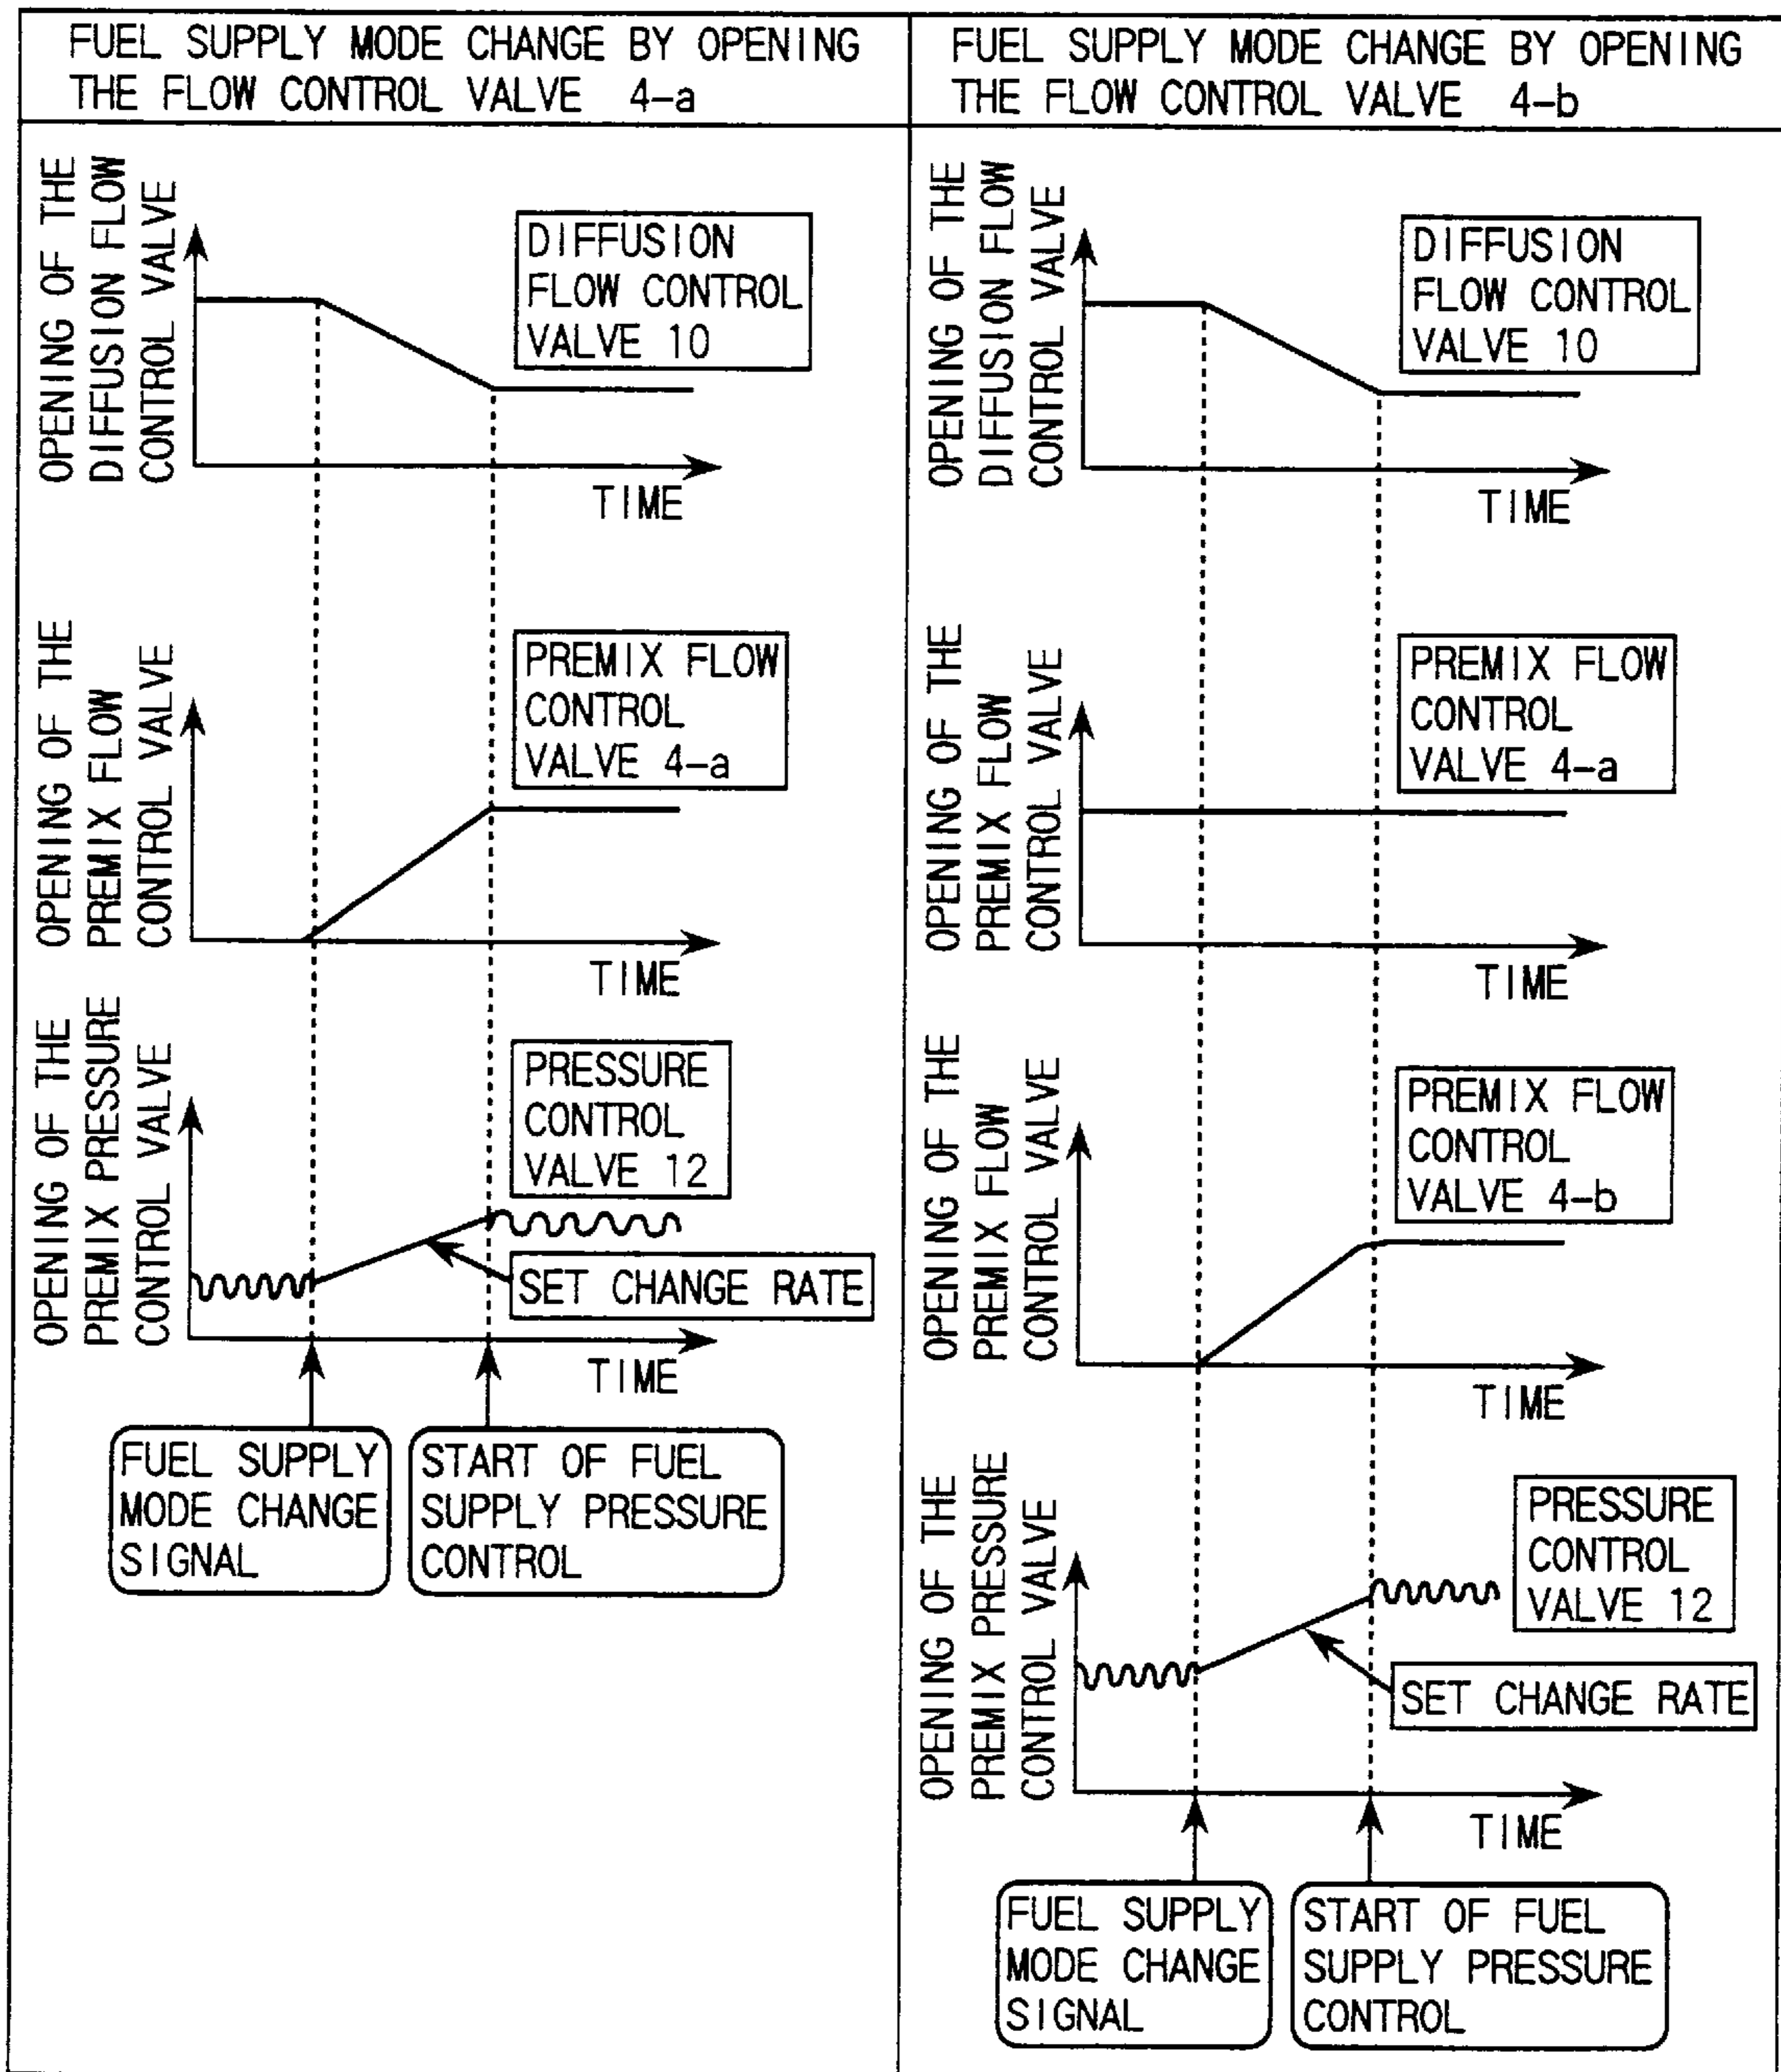 FUEL SUPPLY MODE CHANGE BY OPENING
THE FLOW CONTROL VALVE 4-a
OPENING OF THE
DIFFUSION FLOW
CONTROL VALVE
DIFFUSION
FLOW CONTROL
VALVE 10
TIME
OPENING OF THE
PREMIX FLOW
CONTROL VALVE
PREMIX FLOW
CONTROL
VALVE 4-a
TIME
OPENING OF THE
PREMIX PRESSURE
CONTROL VALVE
PRESSURE
CONTROL
VALVE 12
SET CHANGE RATE
TIME
FUEL SUPPLY
MODE CHANGE
SIGNAL
START OF FUEL
SUPPLY PRESSURE
CONTROL
FUEL SUPPLY MODE CHANGE BY OPENING
THE FLOW CONTROL VALVE 4-b
OPENING OF THE
DIFFUSION FLOW
CONTROL VALVE
DIFFUSION
FLOW CONTROL
VALVE 10
TIME
OPENING OF THE
PREMIX FLOW
CONTROL VALVE
PREMIX FLOW
CONTROL
VALVE 4-a
TIME
OPENING OF THE
PREMIX FLOW
CONTROL VALVE
PREMIX FLOW
CONTROL
VALVE 4-b
TIME
OPENING OF THE
PREMIX PRESSURE
CONTROL VALVE
PRESSURE
CONTROL
VALVE 12
SET CHANGE RATE
TIME
FUEL SUPPLY
MODE CHANGE
SIGNAL
START OF FUEL
SUPPLY PRESSURE
CONTROL